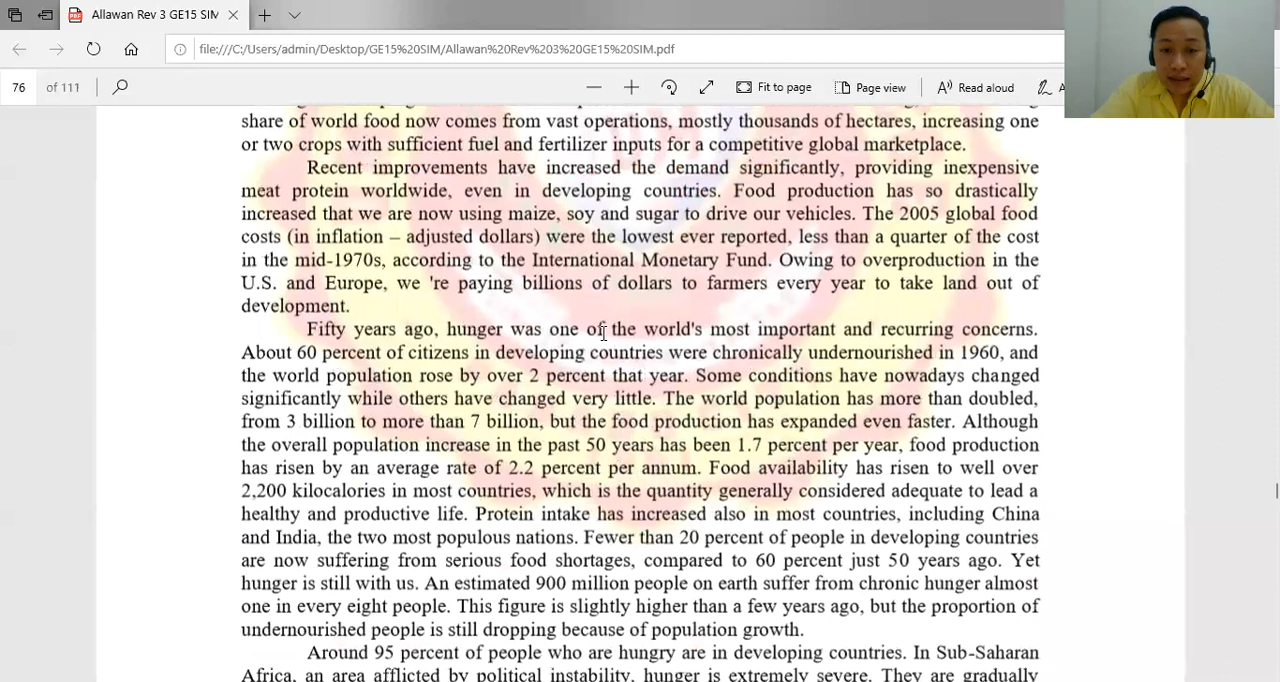 Allawan Rev 3 GE15 SIM
file:///C:/Users/admin/Desktop/GE15%20SIM/Allawan%20Rev%203%20GE15%20SIM.pdf
76 of 111
Fit to page
Page view
Read aloud
share of world food now comes from vast operations, mostly thousands of hectares, increasing one
or two crops with sufficient fuel and fertilizer inputs for a competitive global marketplace.
Recent improvements have increased the demand significantly, providing inexpensive
meat protein worldwide, even in developing countries. Food production has so drastically
increased that we are now using maize, soy and sugar to drive our vehicles. The 2005 global food
costs (in inflation – adjusted dollars) were the lowest ever reported, less than a quarter of the cost
in the mid-1970s, according to the International Monetary Fund. Owing to overproduction in the
U.S. and Europe, we 're paying billions of dollars to farmers every year to take land out of
development.
Fifty years ago, hunger was one of the world's most important and recurring concerns.
About 60 percent of citizens in developing countries were chronically undernourished in 1960, and
the world population rose by over 2 percent that year. Some conditions have nowadays changed
significantly while others have changed very little. The world population has more than doubled,
from 3 billion to more than 7 billion, but the food production has expanded even faster. Although
the overall population increase in the past 50 years has been 1.7 percent per year, food production
has risen by an average rate of 2.2 percent per annum. Food availability has risen to well over
2,200 kilocalories in most countries, which is the quantity generally considered adequate to lead a
healthy and productive life. Protein intake has increased also in most countries, including China
and India, the two most populous nations. Fewer than 20 percent of people in developing countries
are now suffering from serious food shortages, compared to 60 percent just 50 years ago. Yet
hunger is still with us. An estimated 900 million people on earth suffer from chronic hunger almost
one in every eight people. This figure is slightly higher than a few years ago, but the proportion of
undernourished people is still dropping because of population growth.
Around 95 percent of people who are hungry are in developing countries. In Sub-Saharan
Africa, an area afflicted by political instability, hunger is extremely severe. They are gradually